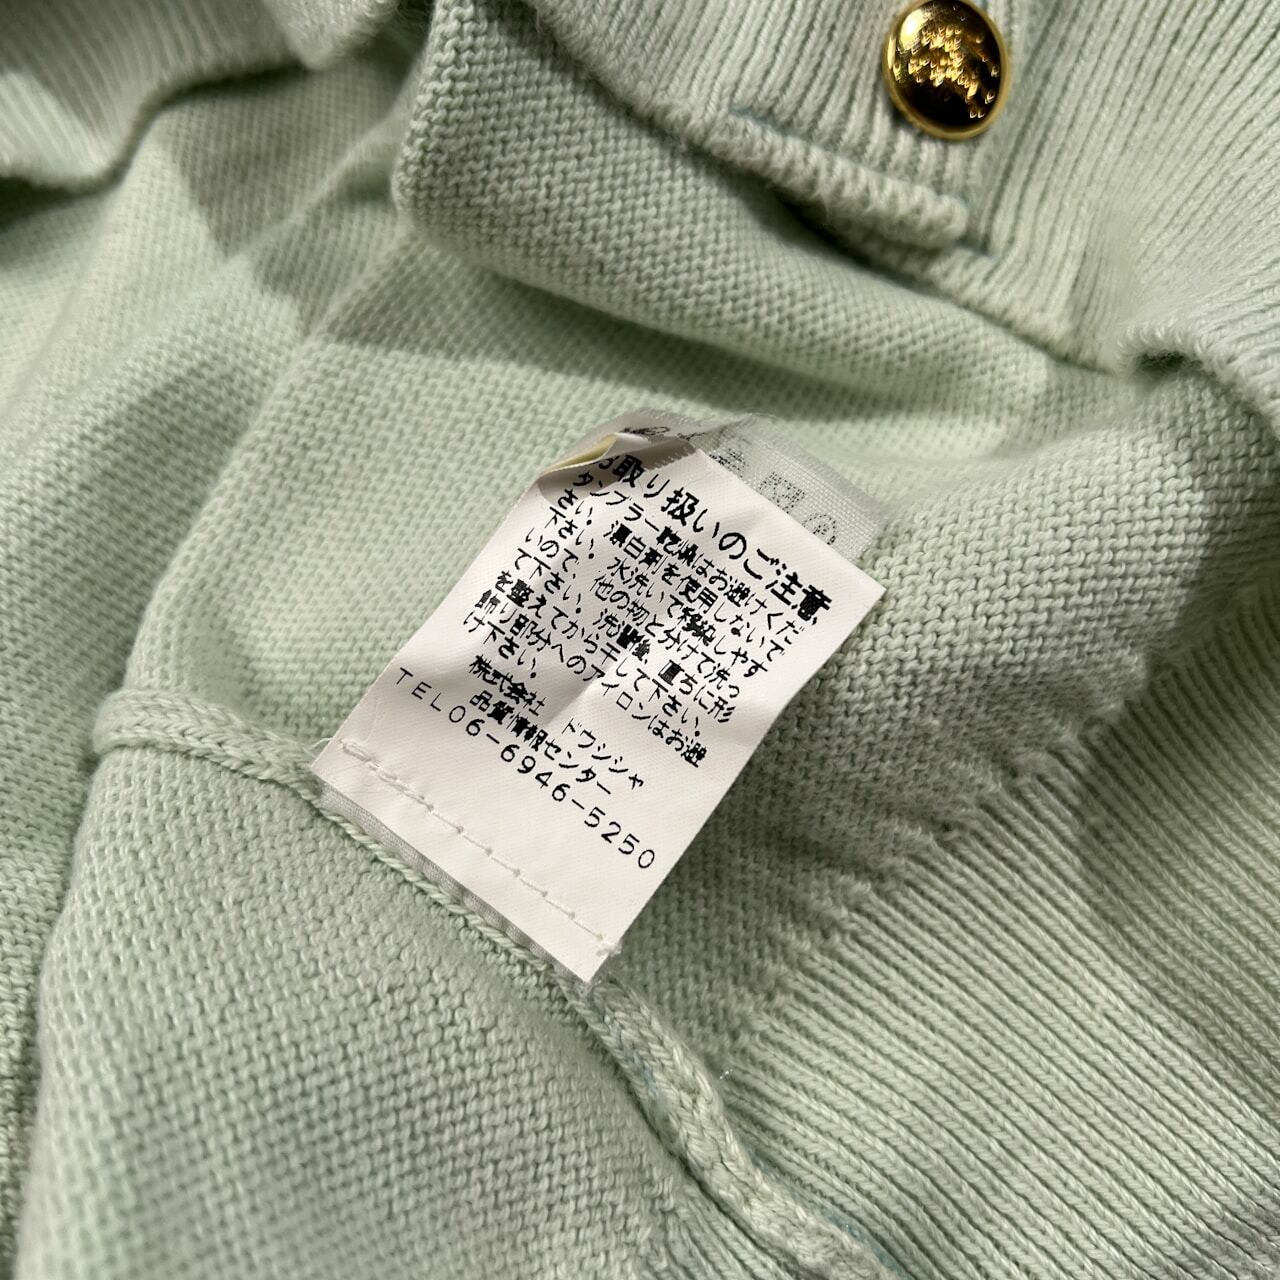 お取り扱いのご注意
タンブラー乾燥はお避けくだ
さい。漂白剤を使用しないで
下さい。水洗いで移染しやす
いので、他の物と分けて洗っ
て下さい。洗濯後、直ちに形
を整えてから干して下さい。
飾り部分へのアイロンはお避
け下さい。
株式会社 ドウシシャ
品質情報センター
TEL06-6946-5250